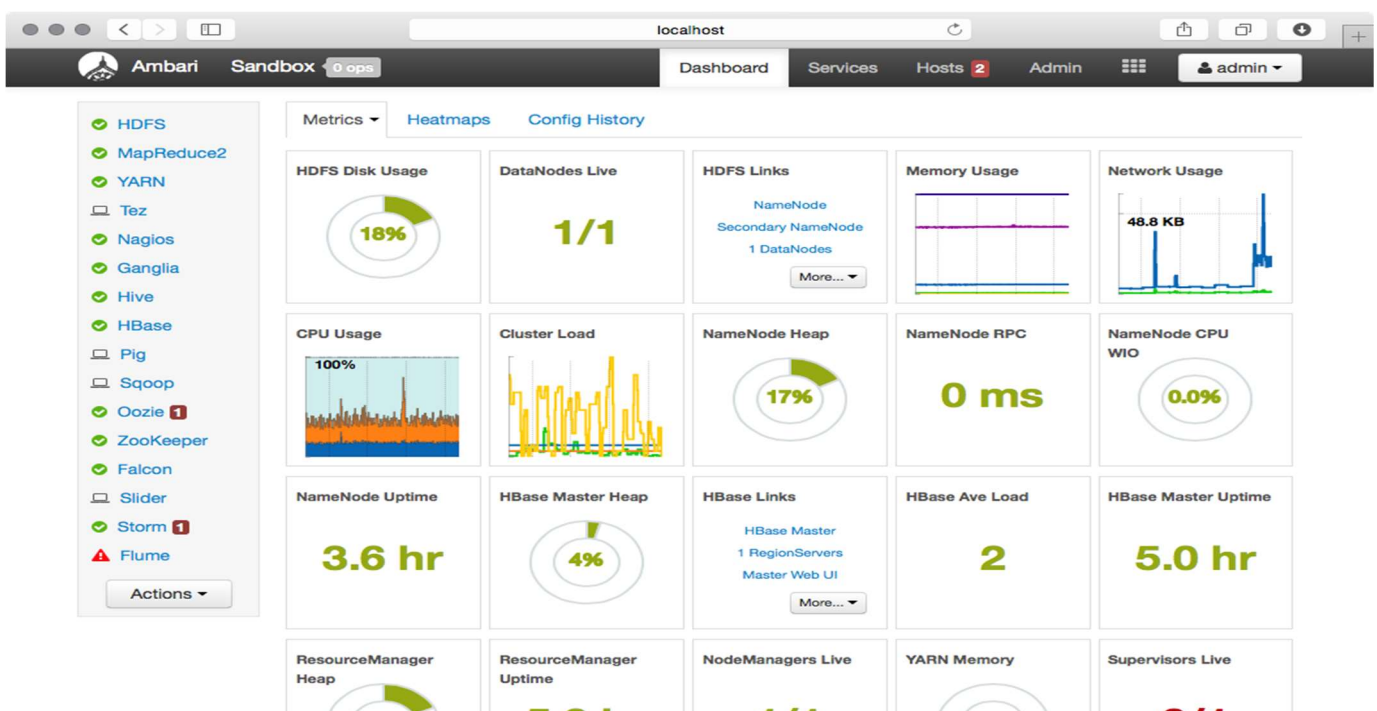 localhost
Ambari Sandbox 0 ops Dashboard Services Hosts 2 Admin admin
HDFS
MapReduce2
YARN
Tez
Nagios
Ganglia
Hive
HBase
Pig
Sqoop
Oozie 1
ZooKeeper
Falcon
Slider
Storm 1
Flume
Actions
Metrics Heatmaps Config History
HDFS Disk Usage
18%
DataNodes Live
1/1
HDFS Links
NameNode
Secondary NameNode
1 DataNodes
More...
Memory Usage
Network Usage
48.8 KB
CPU Usage
100%
Cluster Load
NameNode Heap
17%
NameNode RPC
0 ms
NameNode CPU
WIO
0.0%
NameNode Uptime
3.6 hr
HBase Master Heap
4%
HBase Links
HBase Master
1 RegionServers
Master Web UI
More...
HBase Ave Load
2
HBase Master Uptime
5.0 hr
ResourceManager
Heap
ResourceManager
Uptime
NodeManagers Live
YARN Memory
Supervisors Live